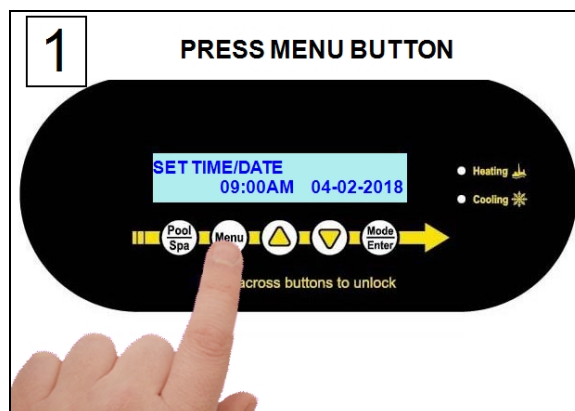 1
PRESS MENU BUTTON
SET TIME/DATE
09:00AM 04-02-2018
Heating
Cooling
Pool
Spa
Menu
Mode
Enter
across buttons to unlock